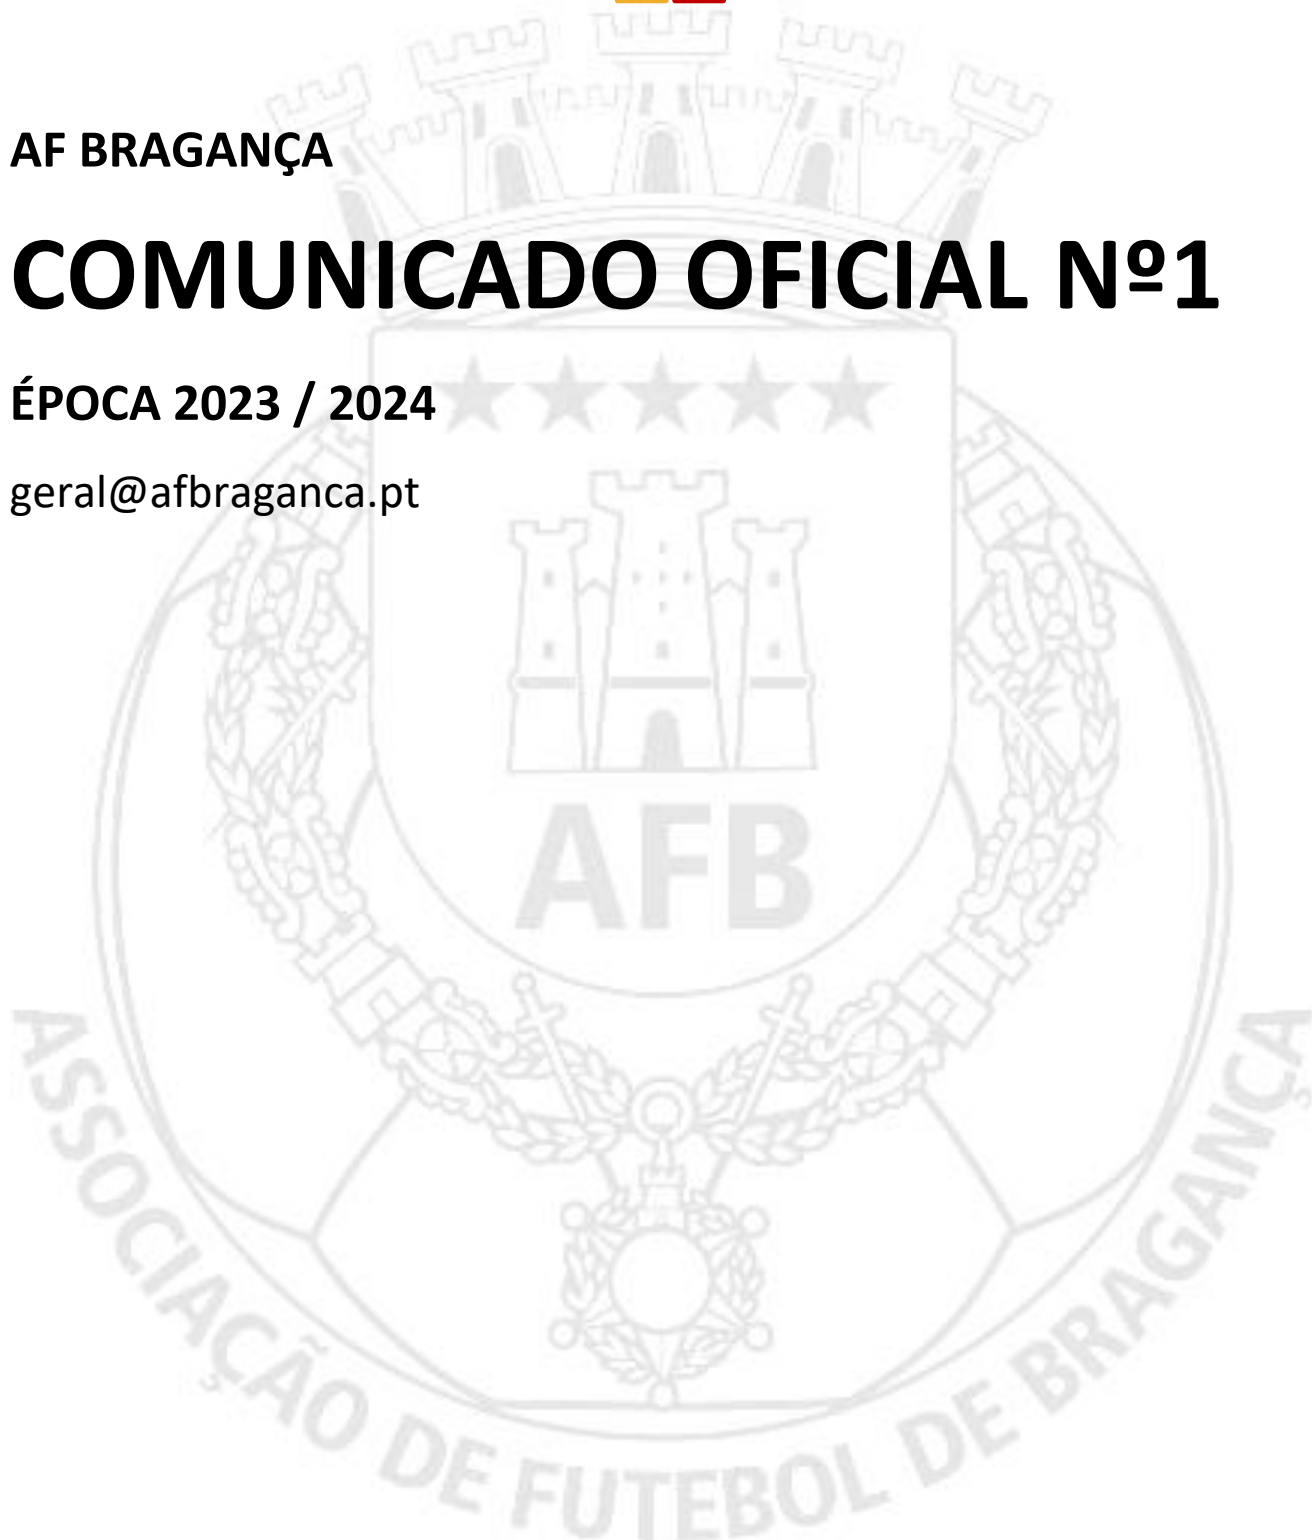 AF BRAGANÇA
COMUNICADO OFICIAL Nº1
ÉPOCA 2023 / 2024
geral@afbraganca.pt
AFB
ASSOCIAÇÃO DE FUTEBOL DE BRAGANÇA